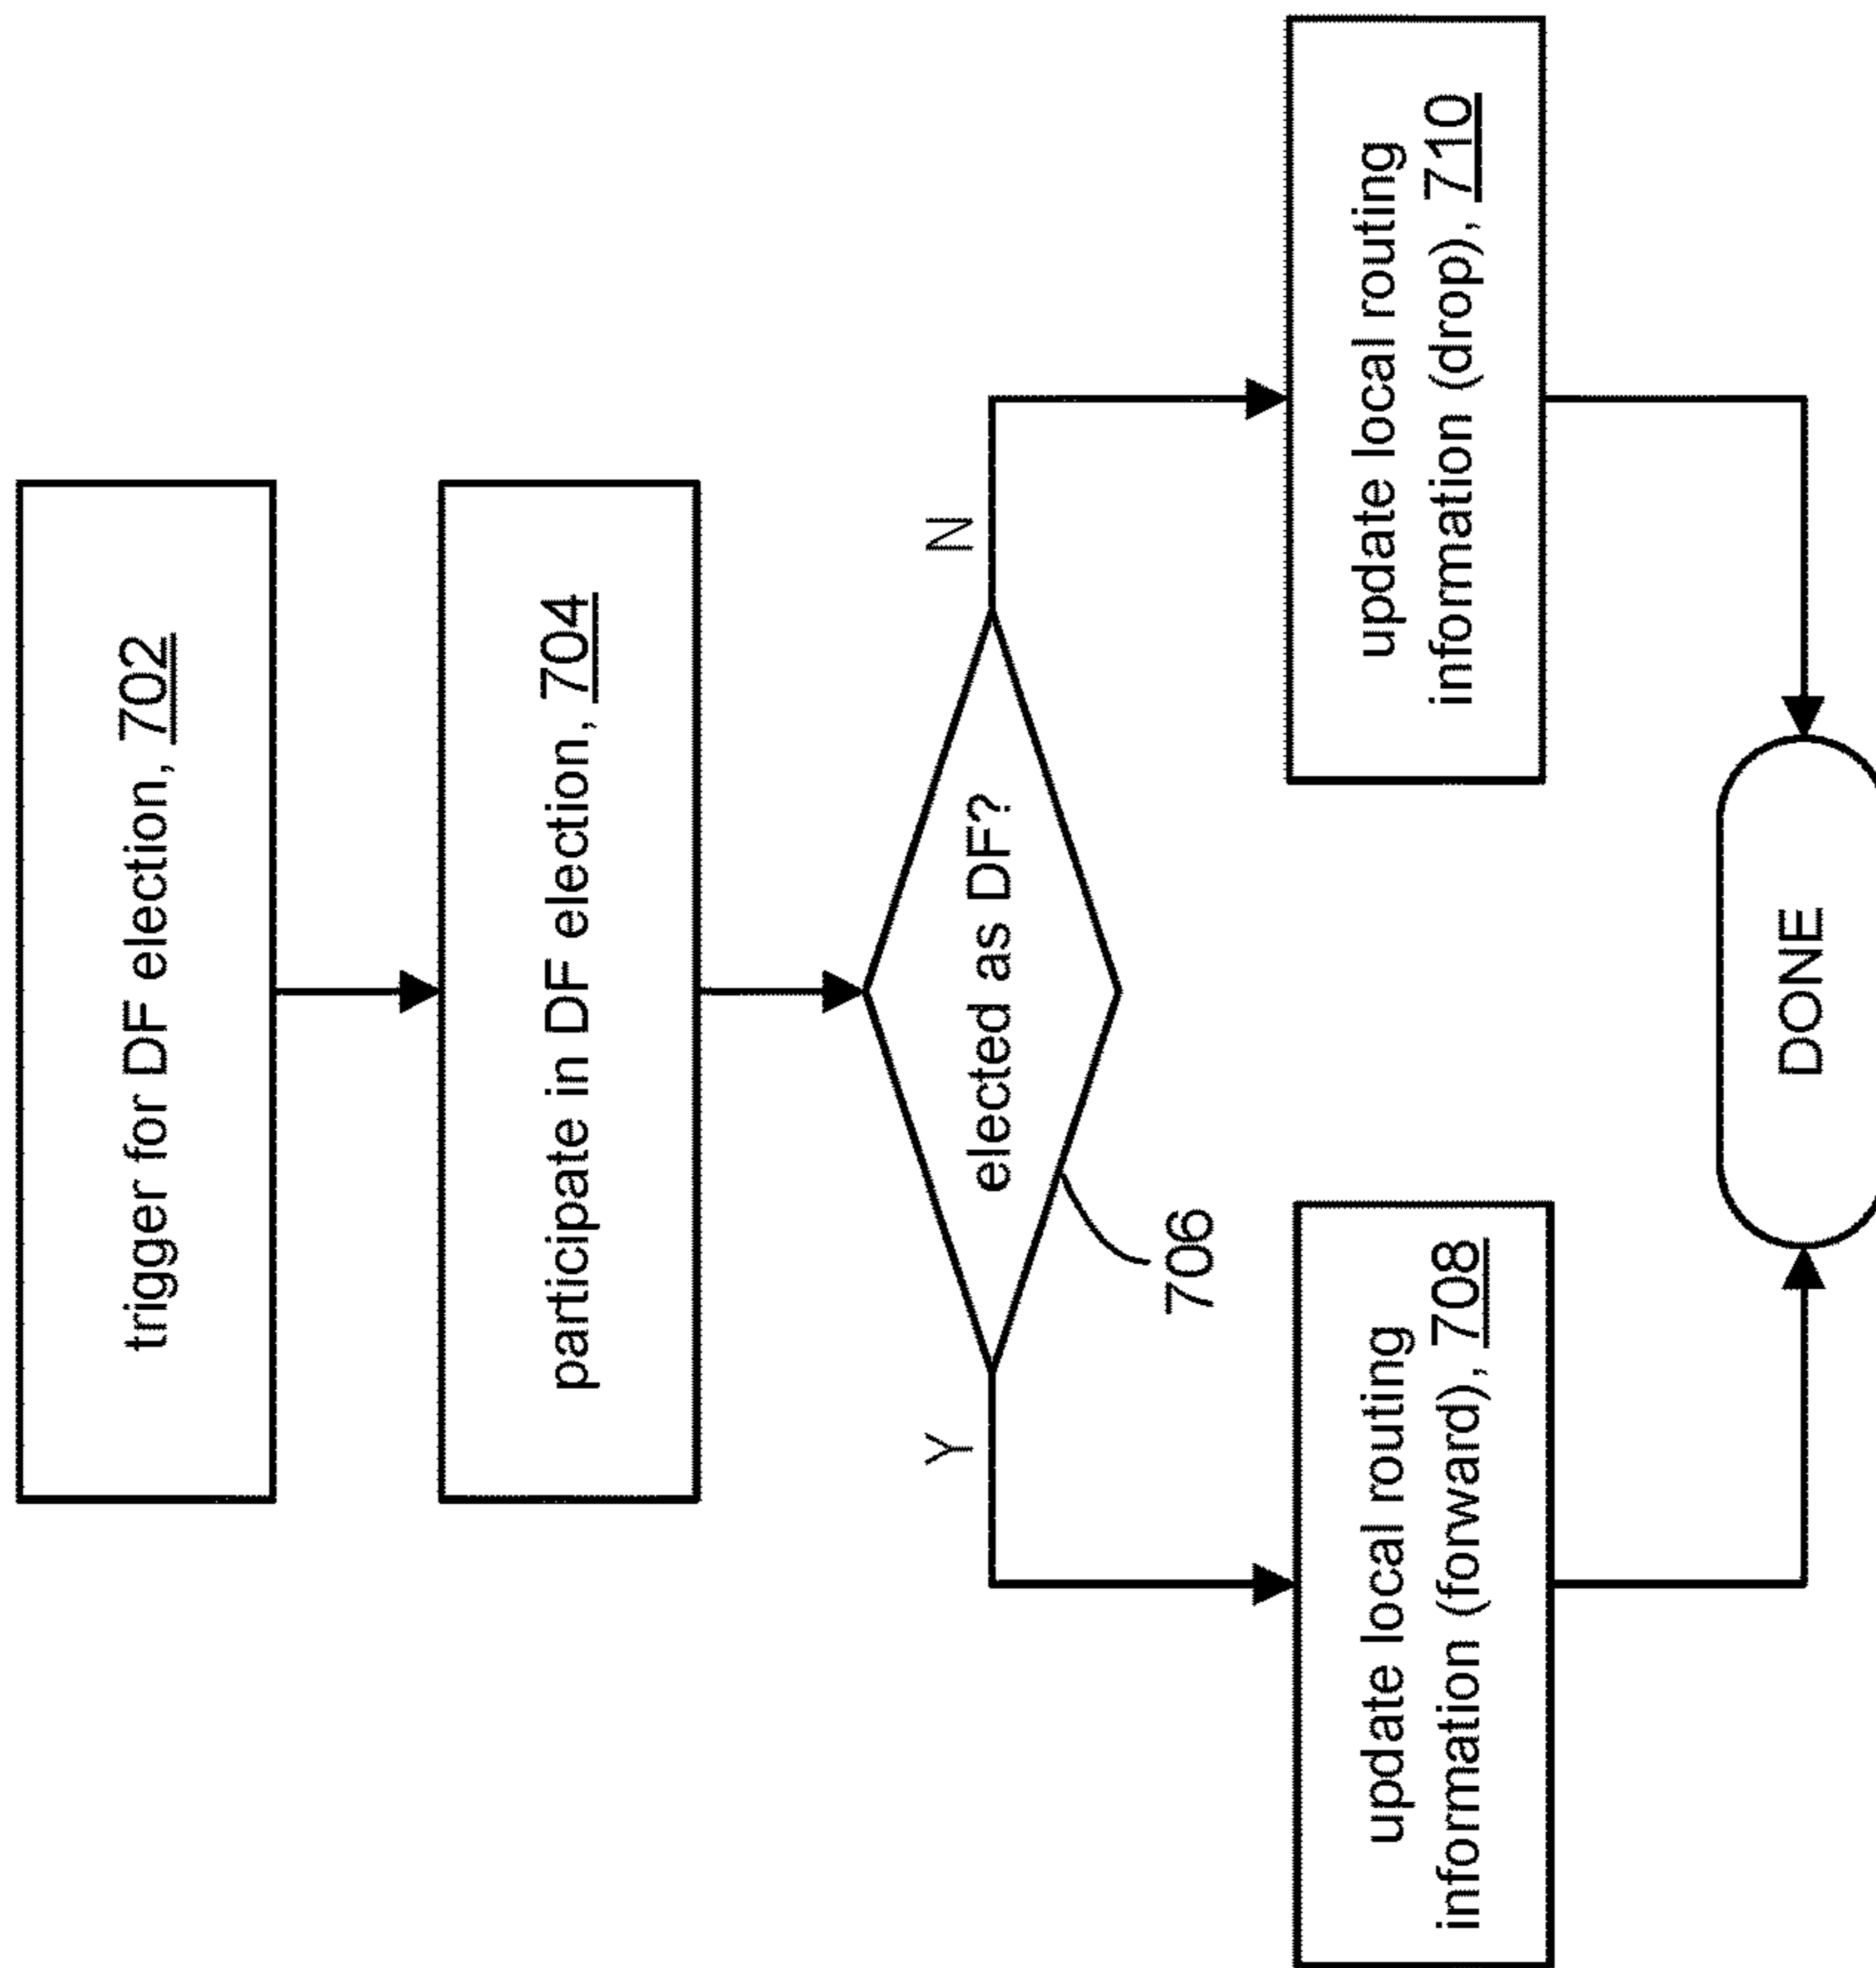 trigger for DF election, 702
participate in DF election, 704
elected as DF?
706
Y
N
update local routing
information (forward), 708
update local routing
information (drop), 710
DONE